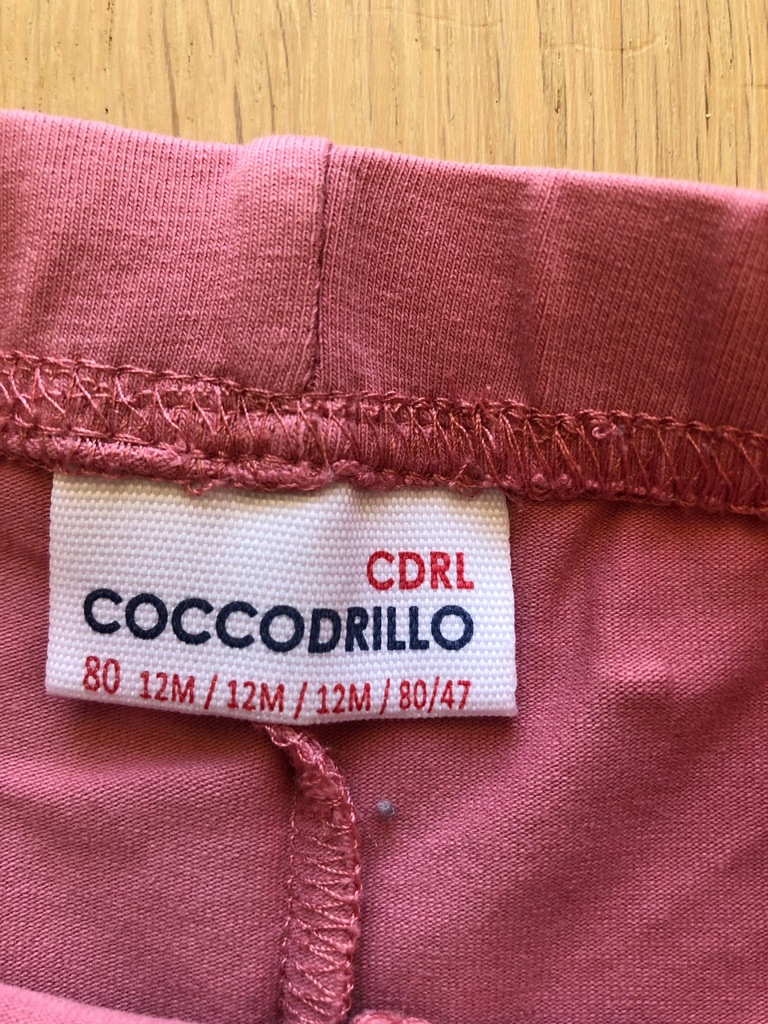 CDRL
COCCODRILLO
80 12M / 12M / 12M / 80/47